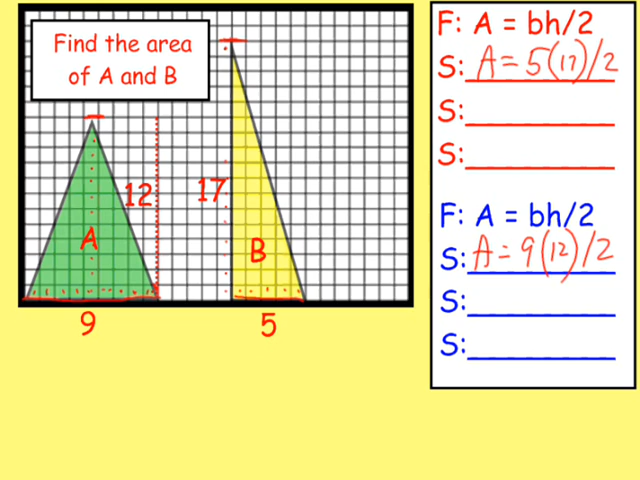 Find the area
of A and B
12
17
A
B
9
5
F: A = bh/2
S: A = 5(17)/2
S:
S:
F: A = bh/2
S: A = 9(12)/2
S:
S: